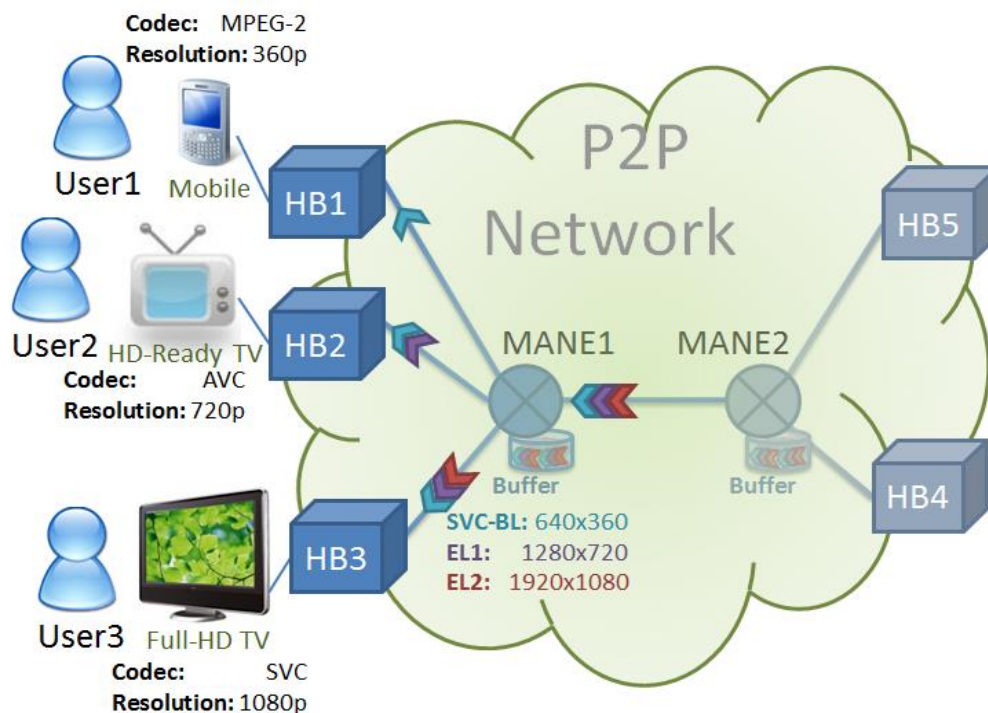 Codec: MPEG-2
Resolution: 360p
User1
Mobile
HB1
P2P
Network
HB5
User2
HD-Ready TV
HB2
MANE1
MANE2
Codec: AVC
Resolution: 720p
Buffer
Buffer
HB4
SVC-BL: 640x360
EL1: 1280x720
EL2: 1920x1080
HB3
User3
Full-HD TV
Codec: SVC
Resolution: 1080p